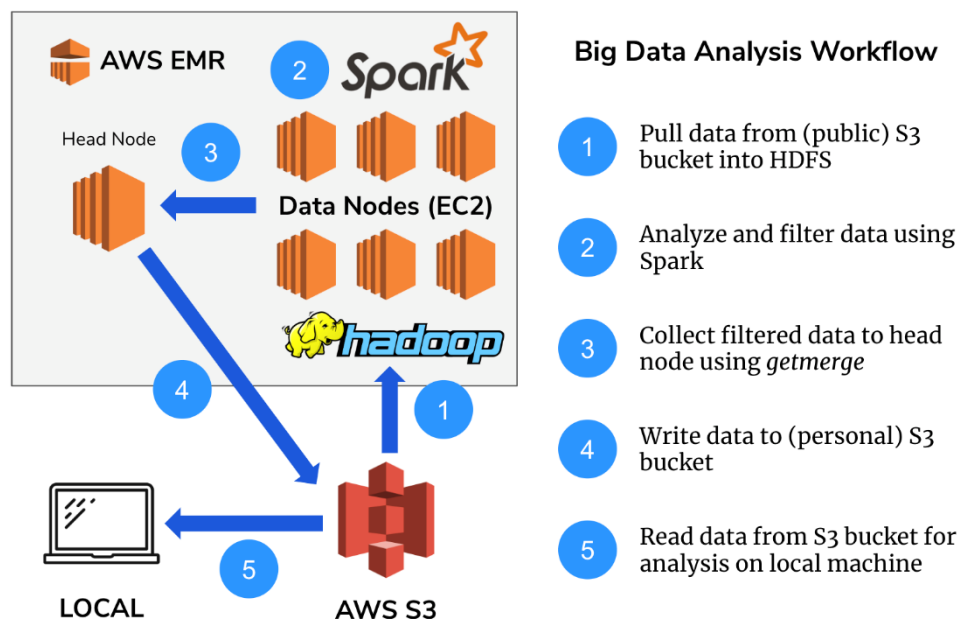 AWS EMR
2
Spark
Head Node
3
Data Nodes (EC2)
hadoop
4
1
5
LOCAL
AWS S3
Big Data Analysis Workflow
1
Pull data from (public) S3
bucket into HDFS
2
Analyze and filter data using
Spark
3
Collect filtered data to head
node using getmerge
4
Write data to (personal) S3
bucket
5
Read data from S3 bucket for
analysis on local machine